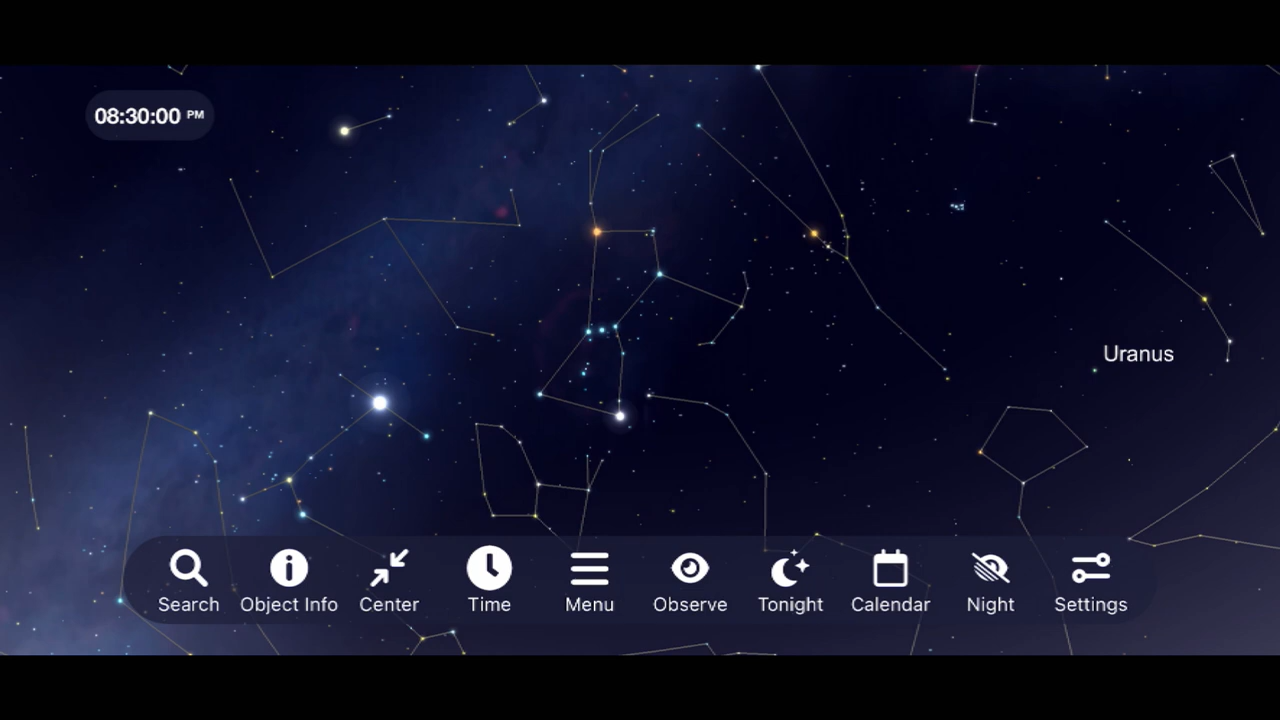 08:30:00 PM
Uranus
Search Object Info Center Time Menu Observe Tonight Calendar Night Settings